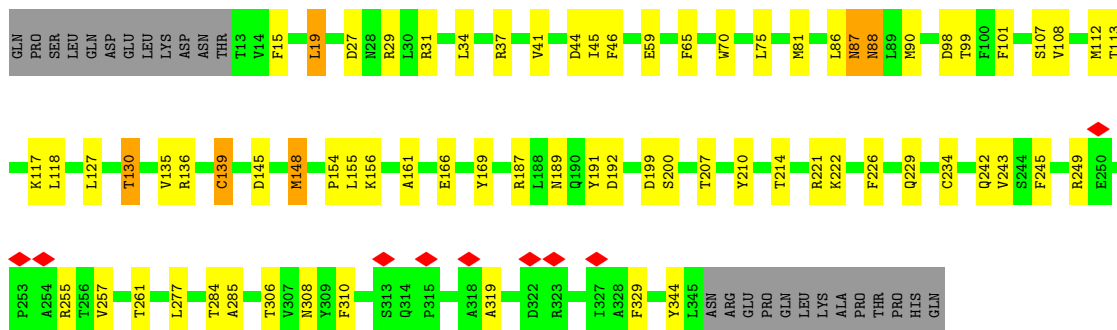 GLN PRO SER LEU GLN ASP GLU LEU LYS ASP ASN THR T13 V14 F15 L19 D27 N28 R29 L30 R31 L34 R37 V41 D44 I45 F46 E59 F65 W70 L75 M81 L86 N87 N88 L89 M90 D98 T99 F100 F101 S107 V108 M112 T113
K117 L118 L127 T130 V135 R136 C139 D145 M148 P154 L155 K156 A161 E166 Y169 R187 L188 N189 Q190 Y191 D192 D199 S200 T207 Y210 T214 R221 K222 F226 Q229 C234 Q242 V243 S244 F245 R249 E250
P253 A254 R255 T256 V257 T261 L277 T284 A285 T306 V307 N308 Y309 F310 S313 Q314 P315 A318 A319 D322 R323 I327 A328 F329 Y344 L345 ASN ARG GLU PRO PRO GLN LEU LYS ALA PRO THR PRO HIS GLN